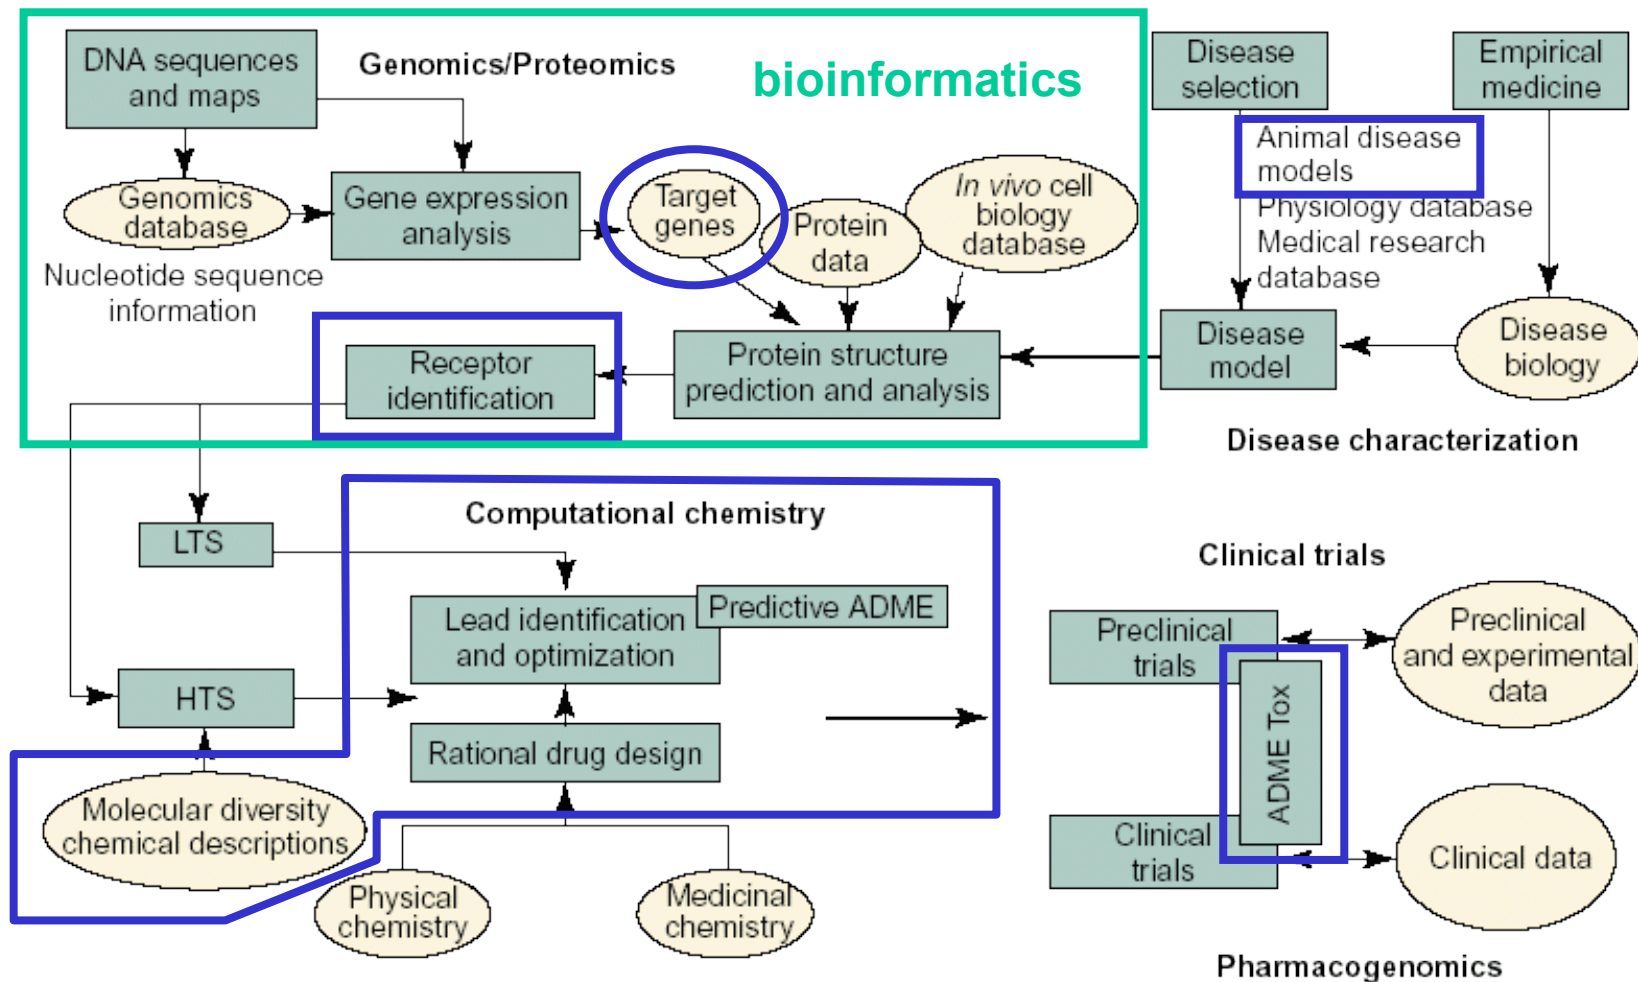 DNA sequences
and maps
Genomics/Proteomics
bioinformatics
Disease
selection
Empirical
medicine
Animal disease
models
Physiology database
Medical research
database
Genomics
database
Nucleotide sequence
information
Gene expression
analysis
Target
genes
Protein
data
In vivo cell
biology
database
Receptor
identification
Protein structure
prediction and analysis
Disease
model
Disease
biology
Disease characterization
Computational chemistry
LTS
Lead identification
and optimization
Predictive ADME
HTS
Rational drug design
Molecular diversity
chemical descriptions
Physical
chemistry
Medicinal
chemistry
Clinical trials
Preclinical
trials
Preclinical
and experimental
data
ADME Tox
Clinical
trials
Clinical data
Pharmacogenomics